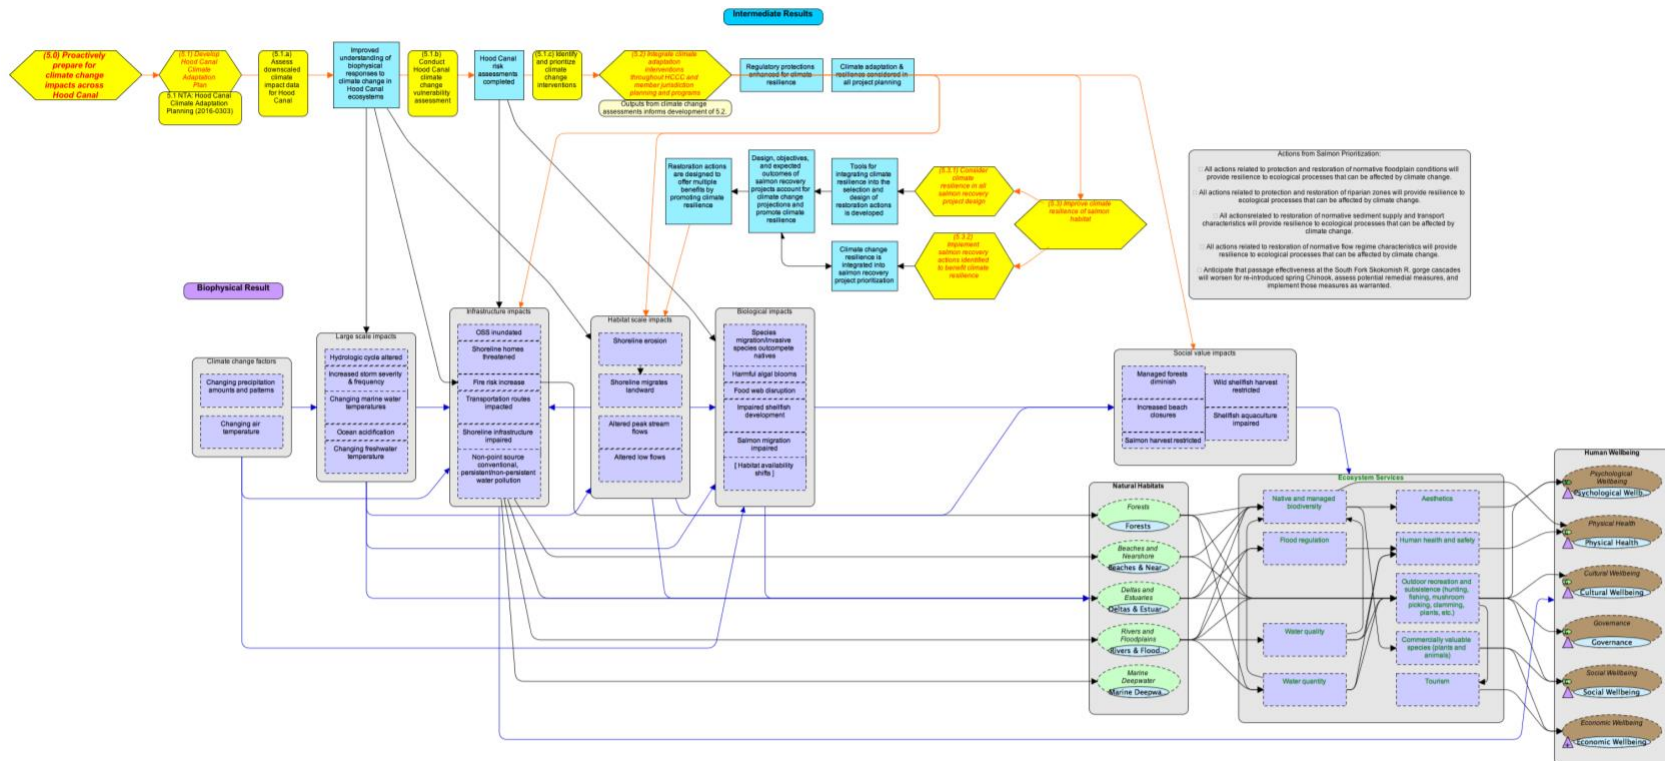 Intermediate Results
(5.0) Proactively
prepare for
climate change
impacts across
Hood Canal
(5.1) Develop
Hood Canal
Climate
Adaptation
Plan
5.1 NTA: Hood Canal
Climate Adaptation
Planning (2016-0303)
(5.1.a)
Assess
downscaled
climate
impact data
for Hood
Canal
Improved
understanding of
biophysical
responses to
climate change in
Hood Canal
ecosystems
(5.1.b)
Conduct
Hood Canal
climate
change
vulnerability
assessment
Hood Canal
risk
assessments
completed
(5.1.c) Identify
and prioritize
climate
change
interventions
(5.2) Integrate climate
adaptation
interventions
throughout HCCC and
member jurisdiction
planning and programs
Outputs from climate change
assessments informs development of 5.2.
Regulatory protections
enhanced for climate
resilience
Climate adaptation &
resilience considered in
all project planning
Restoration actions
are designed to
offer multiple
benefits by
promoting climate
resilience
Design, objectives,
and expected
outcomes of
salmon recovery
projects account for
climate change
projections and
promote climate
resilience
Tools for
integrating climate
resilience into the
selection and
design of
restoration actions
is developed
(5.3.1) Consider
climate
resilience in all
salmon recovery
project design
(5.3) Improve climate
resilience of salmon
habitat
Climate change
resilience is
integrated into
salmon recovery
project prioritization
(5.3.2)
Implement
salmon recovery
actions identified
to benefit climate
resilience
Actions from Salmon Prioritization:
□ All actions related to protection and restoration of normative floodplain conditions will
provide resilience to ecological processes that can be affected by climate change.
□ All actions related to protection and restoration of riparian zones will provide resilience to
ecological processes that can be affected by climate change.
□ All actionsrelated to restoration of normative sediment supply and transport
characteristics will provide resilience to ecological processes that can be affected by
climate change.
□ All actions related to restoration of normative flow regime characteristics will provide
resilience to ecological processes that can be affected by climate change.
□ Anticipate that passage effectiveness at the South Fork Skokomish R. gorge cascades
will worsen for re-introduced spring Chinook, assess potential remedial measures, and
implement those measures as warranted.
Biophysical Result
Climate change factors
Changing precipitation
amounts and patterns
Changing air
temperature
Large scale impacts
Hydrologic cycle altered
Increased storm severity
& frequency
Changing marine water
temperatures
Ocean acidification
Changing freshwater
temperature
Infrastructure impacts
OSS inundated
Shoreline homes
threatened
Fire risk increase
Transportation routes
impacted
Shoreline infrastructure
impaired
Non-point source
conventional,
persistent/non-persistent
water pollution
Habitat scale impacts
Shoreline erosion
Shoreline migrates
landward
Altered peak stream
flows
Altered low flows
Biological impacts
Species
migration/invasive
species outcompete
natives
Harmful algal blooms
Food web disruption
Impaired shellfish
development
Salmon migration
impaired
[ Habitat availability
shifts ]
Social value impacts
Managed forests
diminish
Wild shellfish harvest
restricted
Increased beach
closures
Shellfish aquaculture
impaired
Salmon harvest restricted
Natural Habitats
Forests
Forests
Beaches and
Nearshore
Beaches & Near...
Deltas and
Estuaries
Deltas & Estuar...
Rivers and
Floodplains
Rivers & Flood...
Marine
Deepwater
Marine Deepwa...
Ecosystem Services
Native and managed
biodiversity
Aesthetics
Flood regulation
Human health and safety
Outdoor recreation and
subsistence (hunting,
fishing, mushroom
picking, clamming,
plants, etc.)
Water quality
Commercially valuable
species (plants and
animals)
Water quantity
Tourism
Human Wellbeing
Psychological
Wellbeing
Psychological Wellb...
Physical Health
Physical Health
Cultural Wellbeing
Cultural Wellbeing
Governance
Governance
Social Wellbeing
Social Wellbeing
Economic Wellbeing
Economic Wellbeing